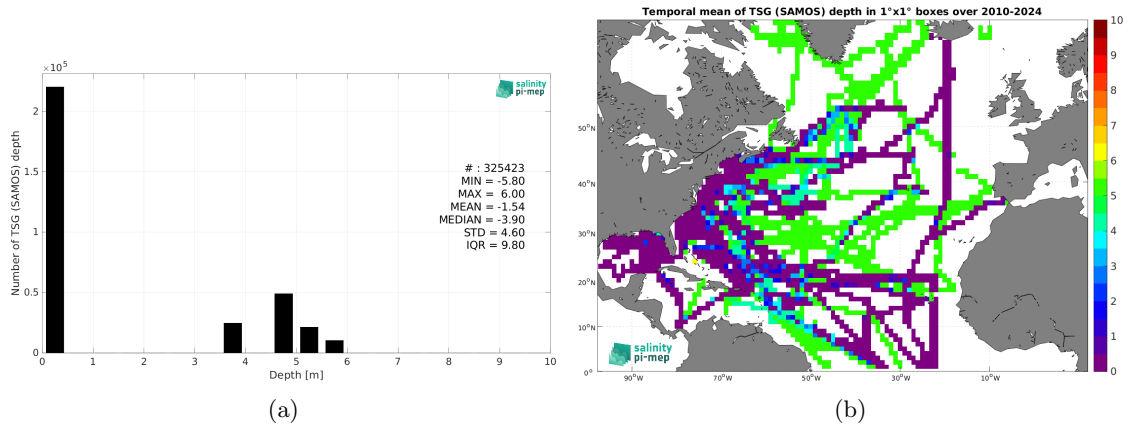 ×10⁵
2
1.5
1
0.5
0
Number of TSG (SAMOS) depth
0 1 2 3 4 5 6 7 8 9 10
Depth [m]
salinity
pi-mep
# : 325423
MIN = -5.80
MAX = 6.00
MEAN = -1.54
MEDIAN = -3.90
STD = 4.60
IQR = 9.80
(a)
Temporal mean of TSG (SAMOS) depth in 1°x1° boxes over 2010-2024
50°N
40°N
30°N
20°N
10°N
0°
90°W 70°W 50°W 30°W 10°W
salinity
pi-mep
10
9
8
7
6
5
4
3
2
1
0
(b)